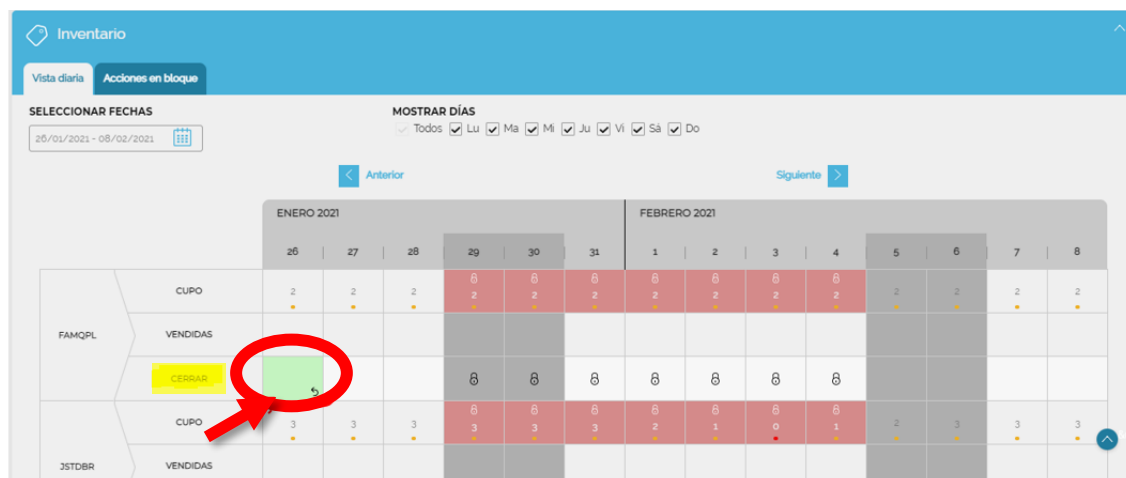 Inventario
Vista diaria Acciones en bloque
SELECCIONAR FECHAS MOSTRAR DÍAS
26/01/2021 - 08/02/2021 Todos Lu Ma Mi Ju Vi Sá Do
Anterior Siguiente
ENERO 2021 FEBRERO 2021
26 27 28 29 30 31 1 2 3 4 5 6 7 8
CUPO 2 2 2 2 2 2 2 2 2 2 2 2 2 2
FAMQPL VENDIDAS
CERRAR
CUPO 3 3 3 3 3 3 2 1 0 1 2 3 3 3
JSTDBR VENDIDAS